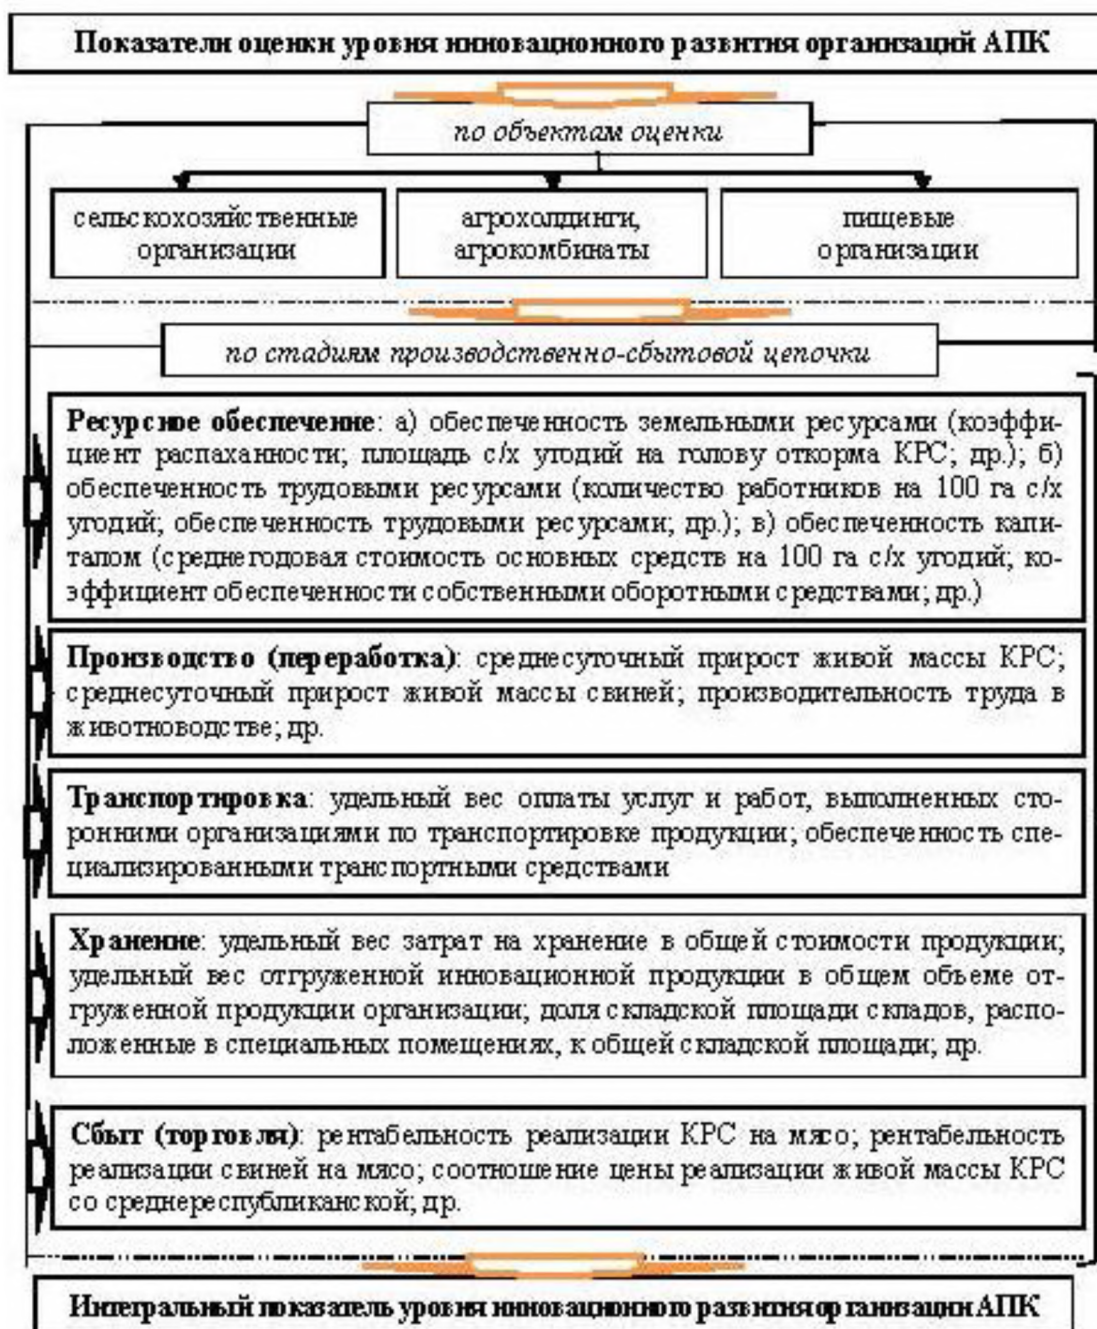 Показатели оценки уровня инновационного развития организаций АПК
по объектам оценки
сельскохозяйственные
организации
агрохолдинги,
агрокомбинаты
пищевые
организации
по стадиям производственно-сбытовой цепочки
Ресурсное обеспечение: а) обеспеченность земельными ресурсами (коэффи-
циент распаханности; площадь с/х угодий на голову откорма КРС; др.); б)
обеспеченность трудовыми ресурсами (количество работников на 100 га с/х
угодий; обеспеченность трудовыми ресурсами; др.); в) обеспеченность капи-
талом (среднегодовая стоимость основных средств на 100 га с/х угодий; ко-
эффициент обеспеченности собственными оборотными средствами; др.)
Производство (переработка): среднесуточный прирост живой массы КРС;
среднесуточный прирост живой массы свиней; производительность труда в
животноводстве; др.
Транспортировка: удельный вес оплаты услуг и работ, выполненных сто-
ронними организациями по транспортировке продукции; обеспеченность спе-
циализированными транспортными средствами
Хранение: удельный вес затрат на хранение в общей стоимости продукции;
удельный вес отгруженной инновационной продукции в общем объеме от-
груженной продукции организации; доля складской площади складов, распо-
ложенные в специальных помещениях, к общей складской площади; др.
Сбыт (торговля): рентабельность реализации КРС на мясо; рентабельность
реализации свиней на мясо; соотношение цены реализации живой массы КРС
со среднереспубликанской; др.
Интегральный показатель уровня инновационного развития организации АПК